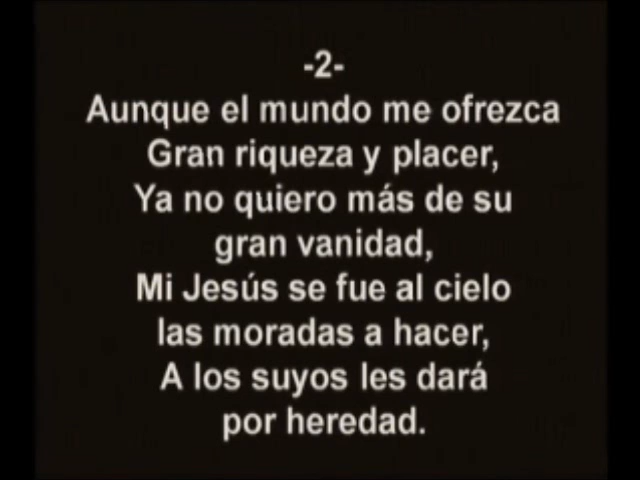 -2-
Aunque el mundo me ofrezca
Gran riqueza y placer,
Ya no quiero más de su
gran vanidad,
Mi Jesús se fue al cielo
las moradas a hacer,
A los suyos les dará
por heredad.